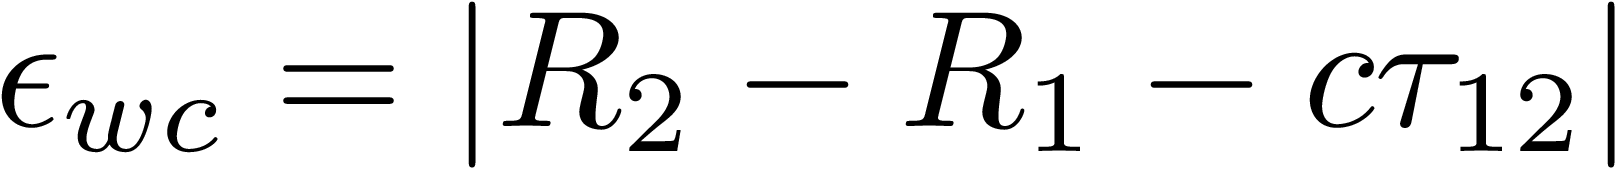 ϵ_{wc} = |R_2 − R_1 − cτ_{12}|